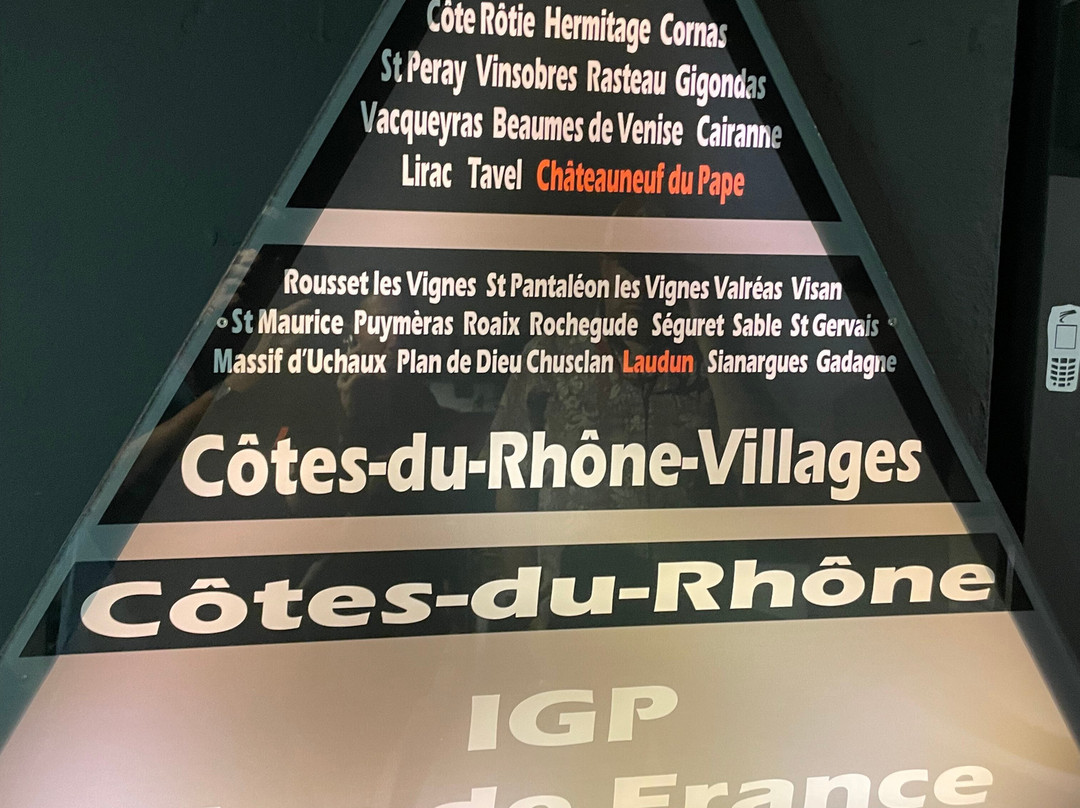 Côte Rôtie Hermitage Cornas
St Peray Vinsobres Rasteau Gigondas
Vacqueyras Beaumes de Venise Cairanne
Lirac Tavel Châteauneuf du Pape
Rousset les Vignes St Pantaléon les Vignes Valréas Visan
St Maurice Puymèras Roaix Rochegude Séguret Sable St Gervais
Massif d'Uchaux Plan de Dieu Chusclan Laudun Sianargues Gadagne
Côtes-du-Rhône-Villages
Côtes-du-Rhône
IGP
de France